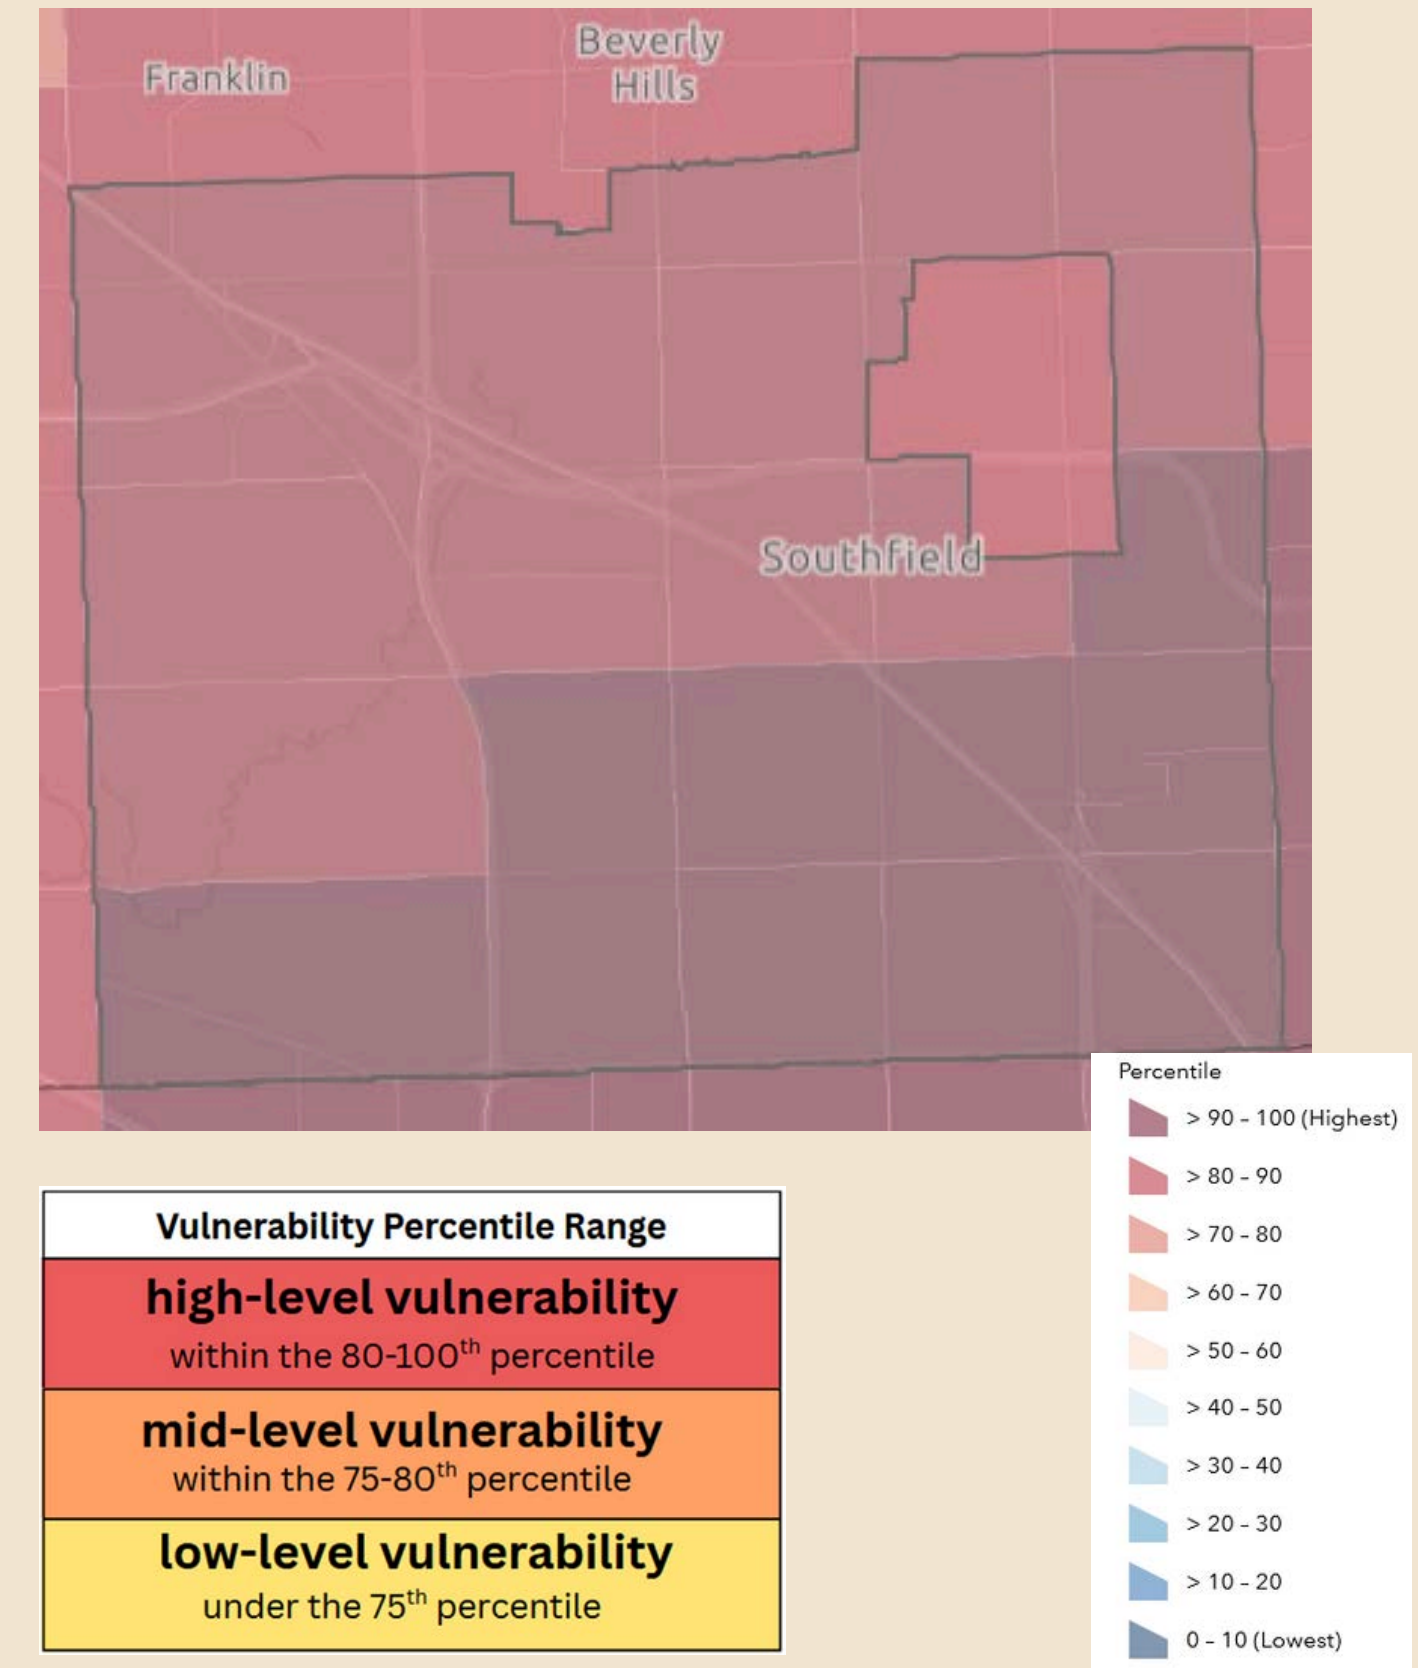 Beverly
Hills
Franklin
Southfield
Percentile
> 90 - 100 (Highest)
> 80 - 90
> 70 - 80
> 60 - 70
> 50 - 60
> 40 - 50
> 30 - 40
> 20 - 30
> 10 - 20
0 - 10 (Lowest)
Vulnerability Percentile Range
high-level vulnerability
within the 80-100th percentile
mid-level vulnerability
within the 75-80th percentile
low-level vulnerability
under the 75th percentile